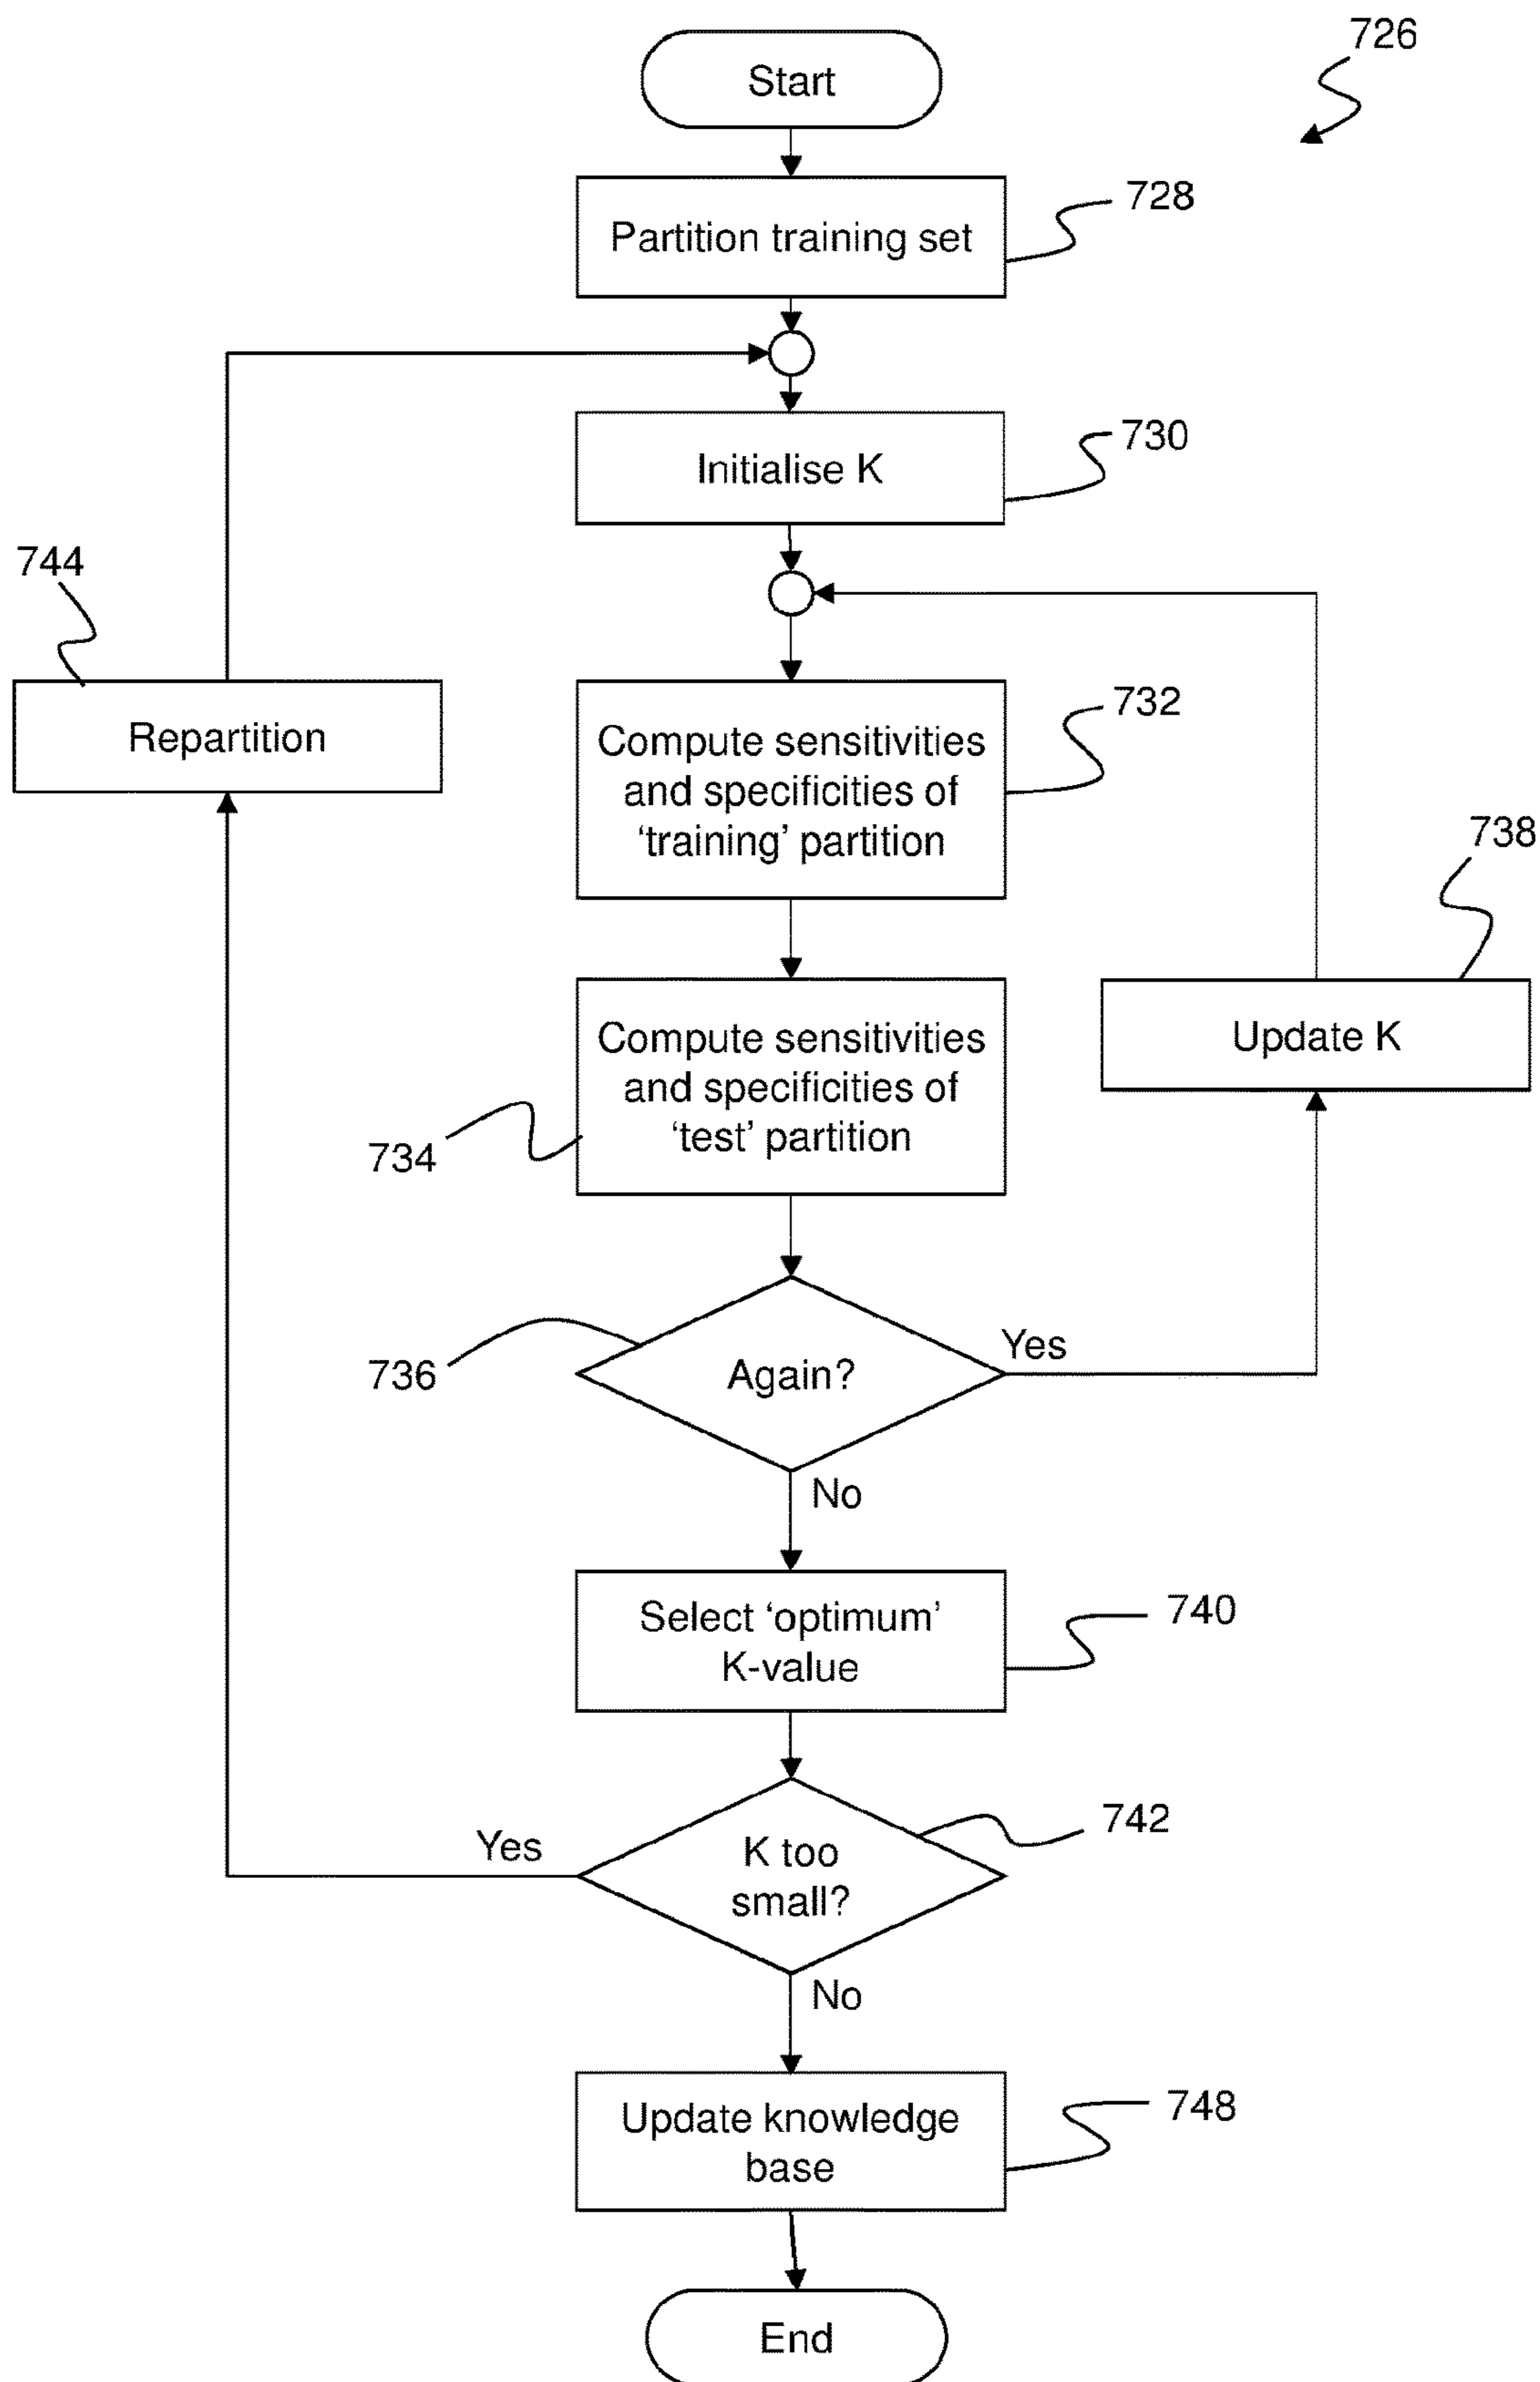 726
Start
728
Partition training set
730
Initialise K
744
Repartition
732
Compute sensitivities
and specificities of
‘training’ partition
738
Update K
Compute sensitivities
and specificities of
‘test’ partition
734
736
Again?
Yes
No
740
Select ‘optimum’
K-value
742
Yes
K too
small?
No
748
Update knowledge
base
End